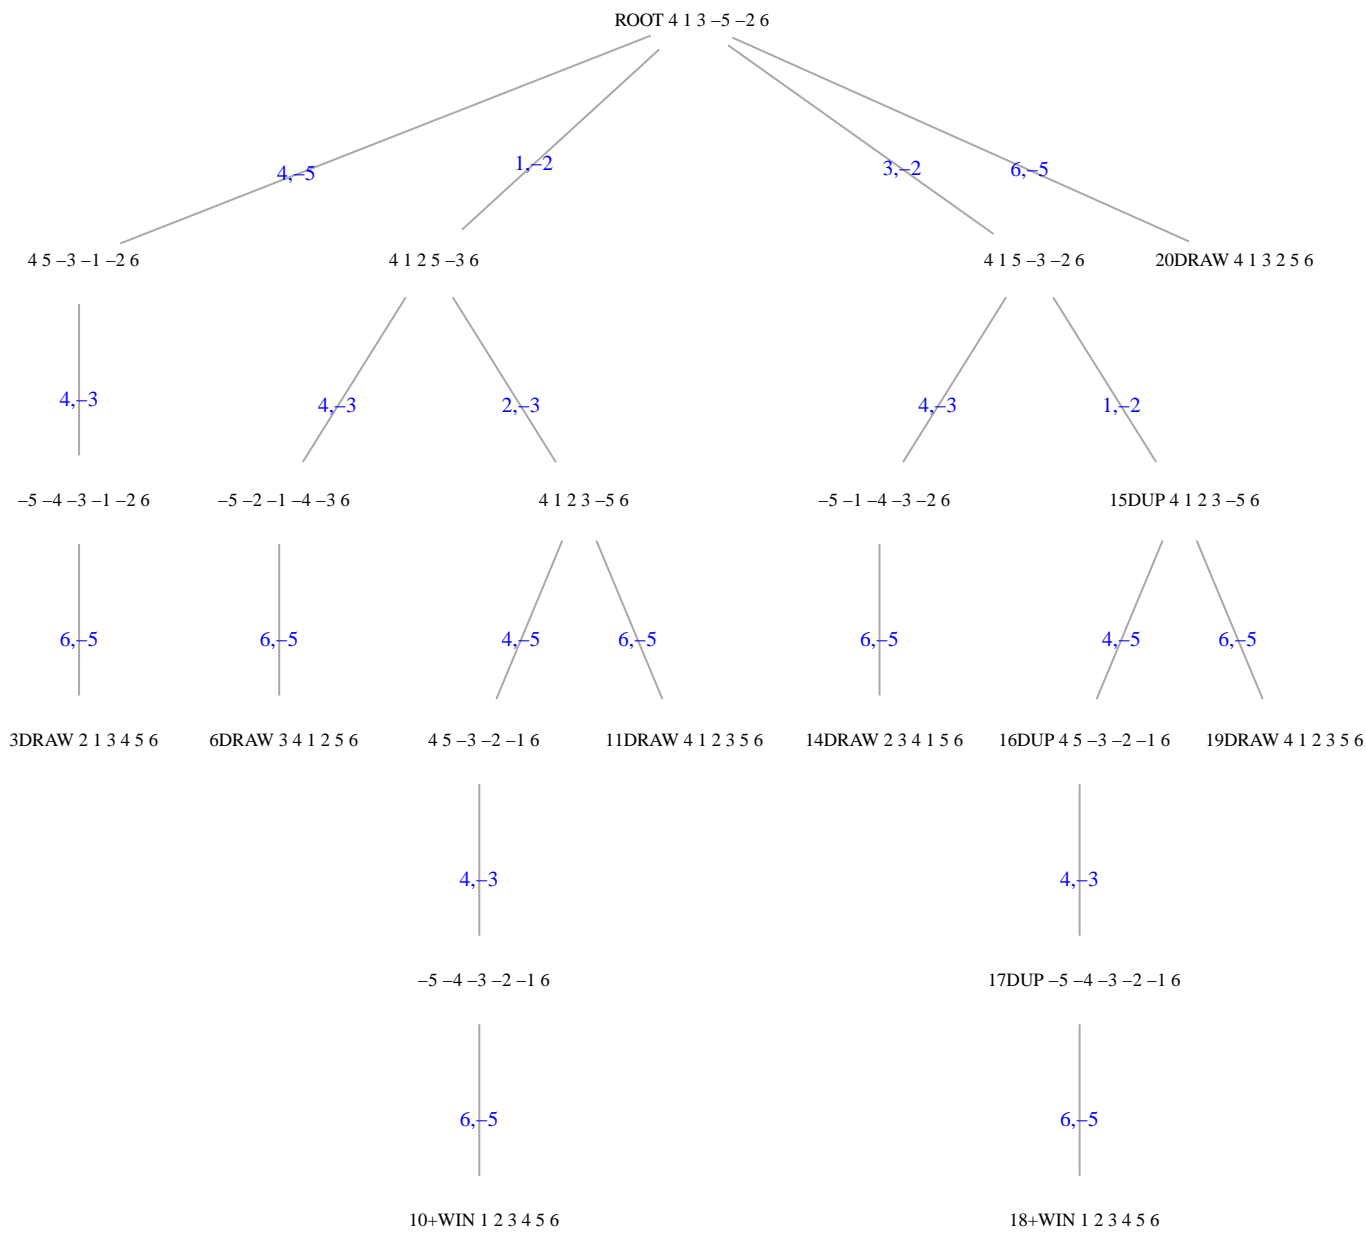 ROOT 4 1 3 –5 –2 6
4,–5
1,–2
3,–2
6,–5
4 5 –3 –1 –2 6
4 1 2 5 –3 6
4 1 5 –3 –2 6
20DRAW 4 1 3 2 5 6
4,–3
4,–3
2,–3
4,–3
1,–2
–5 –4 –3 –1 –2 6
–5 –2 –1 –4 –3 6
4 1 2 3 –5 6
–5 –1 –4 –3 –2 6
15DUP 4 1 2 3 –5 6
6,–5
6,–5
4,–5
6,–5
6,–5
4,–5
6,–5
3DRAW 2 1 3 4 5 6
6DRAW 3 4 1 2 5 6
4 5 –3 –2 –1 6
11DRAW 4 1 2 3 5 6
14DRAW 2 3 4 1 5 6
16DUP 4 5 –3 –2 –1 6
19DRAW 4 1 2 3 5 6
4,–3
4,–3
–5 –4 –3 –2 –1 6
17DUP –5 –4 –3 –2 –1 6
6,–5
6,–5
10+WIN 1 2 3 4 5 6
18+WIN 1 2 3 4 5 6